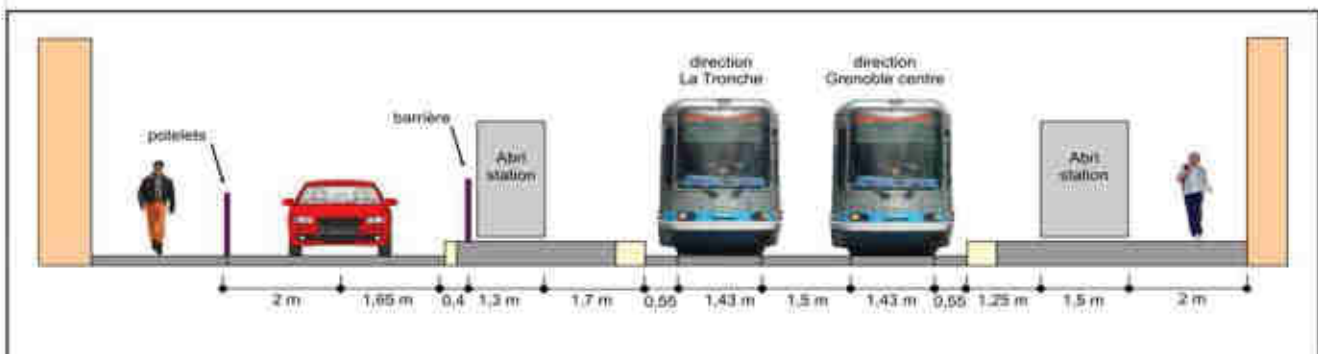 direction
La Tronche
direction
Grenoble centre
potelets
barrière
Abri
station
Abri
station
2 m
1,65 m
0,4
1,3 m
1,7 m
0,55
1,43 m
1,5 m
1,43 m
0,55
1,25 m
1,5 m
2 m